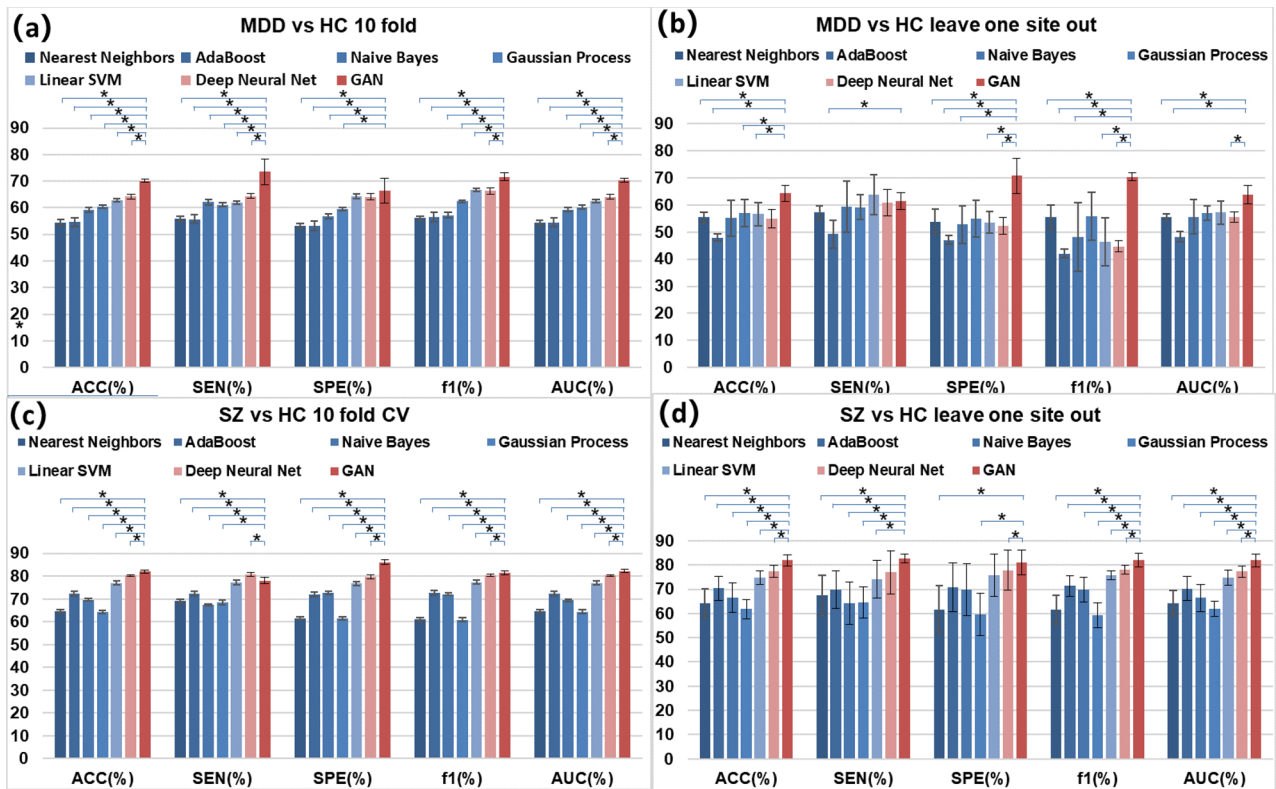 (a) MDD vs HC 10 fold
Nearest Neighbors AdaBoost Naive Bayes Gaussian Process
Linear SVM Deep Neural Net GAN
* * * * *
* * * * *
* * * * *
* * * * *
* * * *
* * * *
90
80
70
60
50
40
30
20
* 10
0
ACC(%) SEN(%) SPE(%) f1(%) AUC(%)
(b) MDD vs HC leave one site out
Nearest Neighbors AdaBoost Naive Bayes Gaussian Process
Linear SVM Deep Neural Net GAN
* * * * *
* * * *
* * *
* * * *
90
80
70
60
50
40
30
20
10
0
ACC(%) SEN(%) SPE(%) f1(%) AUC(%)
(c) SZ vs HC 10 fold CV
Nearest Neighbors AdaBoost Naive Bayes Gaussian Process
Linear SVM Deep Neural Net GAN
* * * * *
* * * * *
* * * * *
* * * * *
* * * *
* * * *
90
80
70
60
50
40
30
20
10
0
ACC(%) SEN(%) SPE(%) f1(%) AUC(%)
(d) SZ vs HC leave one site out
Nearest Neighbors AdaBoost Naive Bayes Gaussian Process
Linear SVM Deep Neural Net GAN
* * * * *
* * * *
* * * *
* * * * *
* * *
* * * *
90
80
70
60
50
40
30
20
10
0
ACC(%) SEN(%) SPE(%) f1(%) AUC(%)